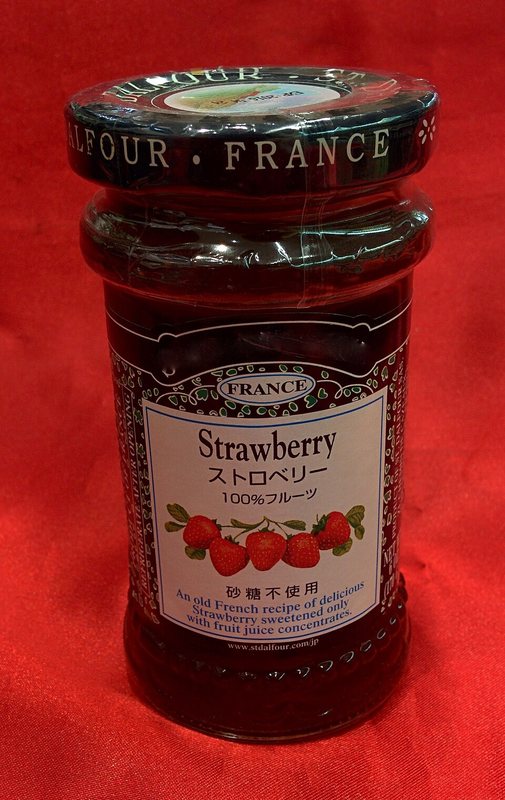 ALFOUR · FRANCE
FRANCE
Strawberry
ストロベリー
100%フルーツ
砂糖不使用
An old French recipe of delicious
Strawberry sweetened only
with fruit juice concentrates.
www.stdalfour.com/jp